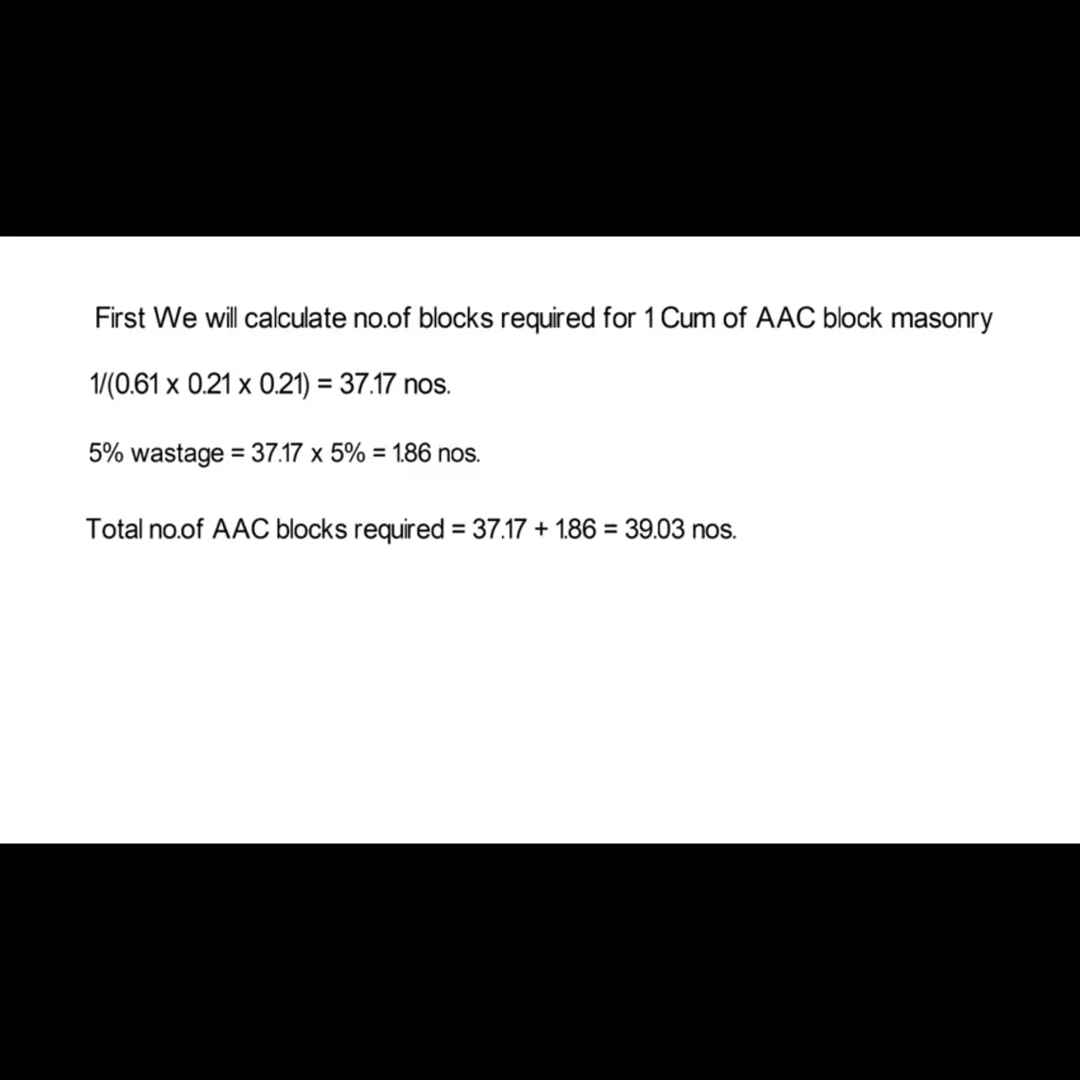 First We will calculate no.of blocks required for 1 Cum of AAC block masonry
1/(0.61 x 0.21 x 0.21) = 37.17 nos.
5% wastage = 37.17 x 5% = 1.86 nos.
Total no.of AAC blocks required = 37.17 + 1.86 = 39.03 nos.